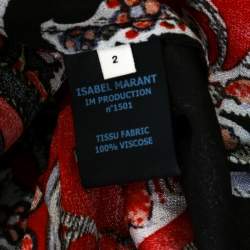 2
ISABEL MARANT
IM PRODUCTION
n°1501
TISSU FABRIC
100% VISCOSE